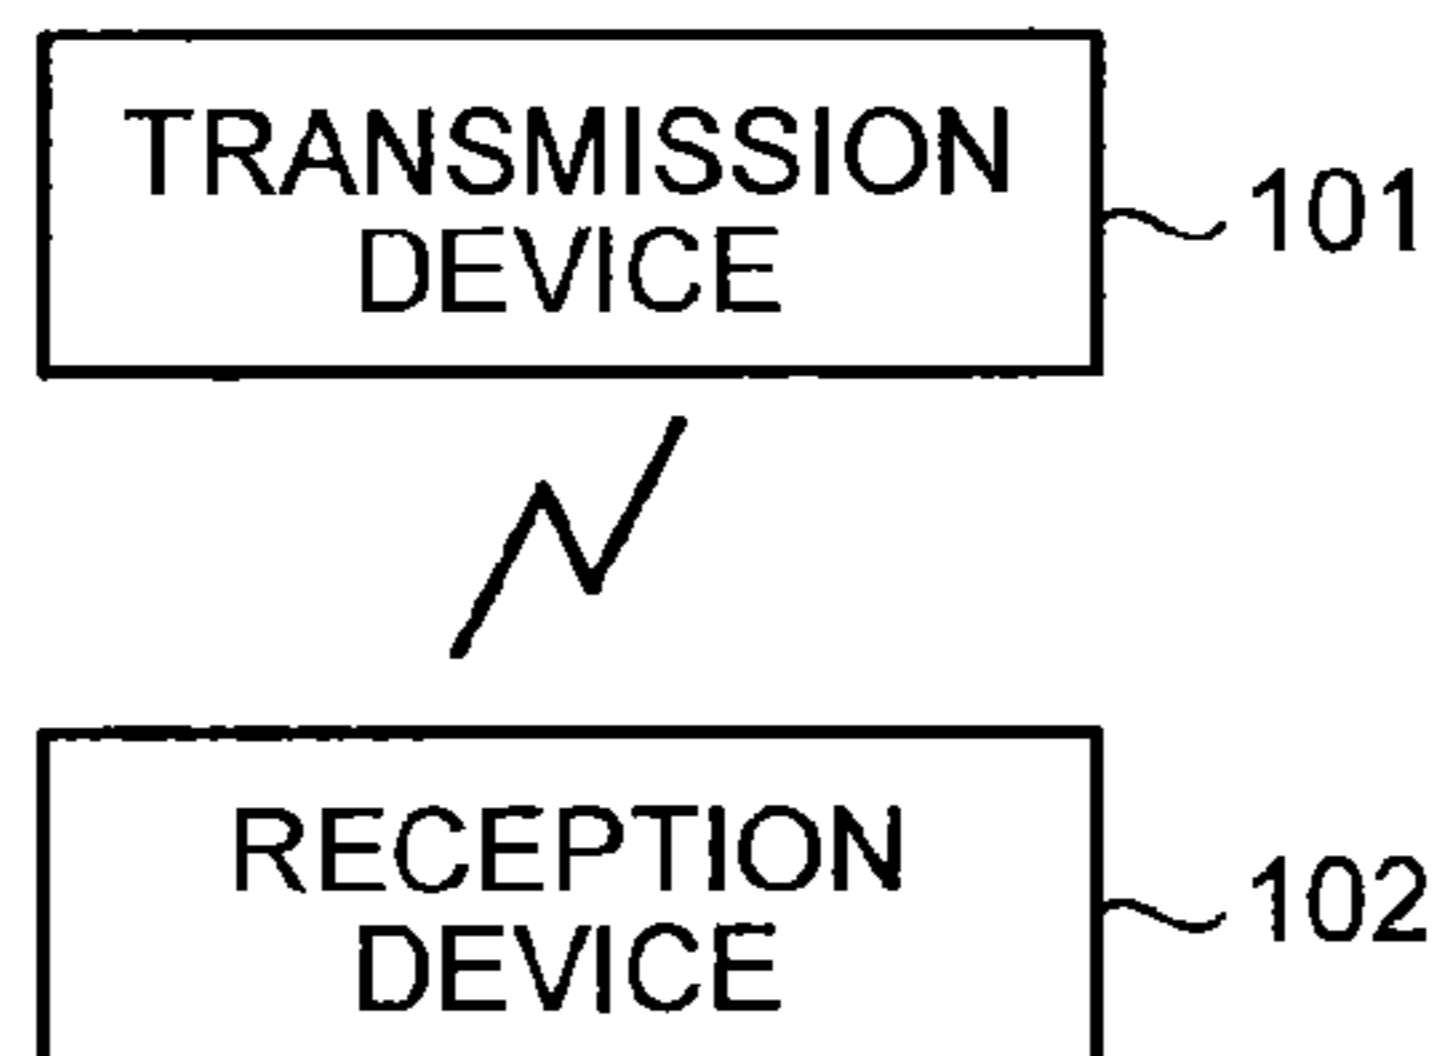 TRANSMISSION
DEVICE
101
RECEPTION
DEVICE
102